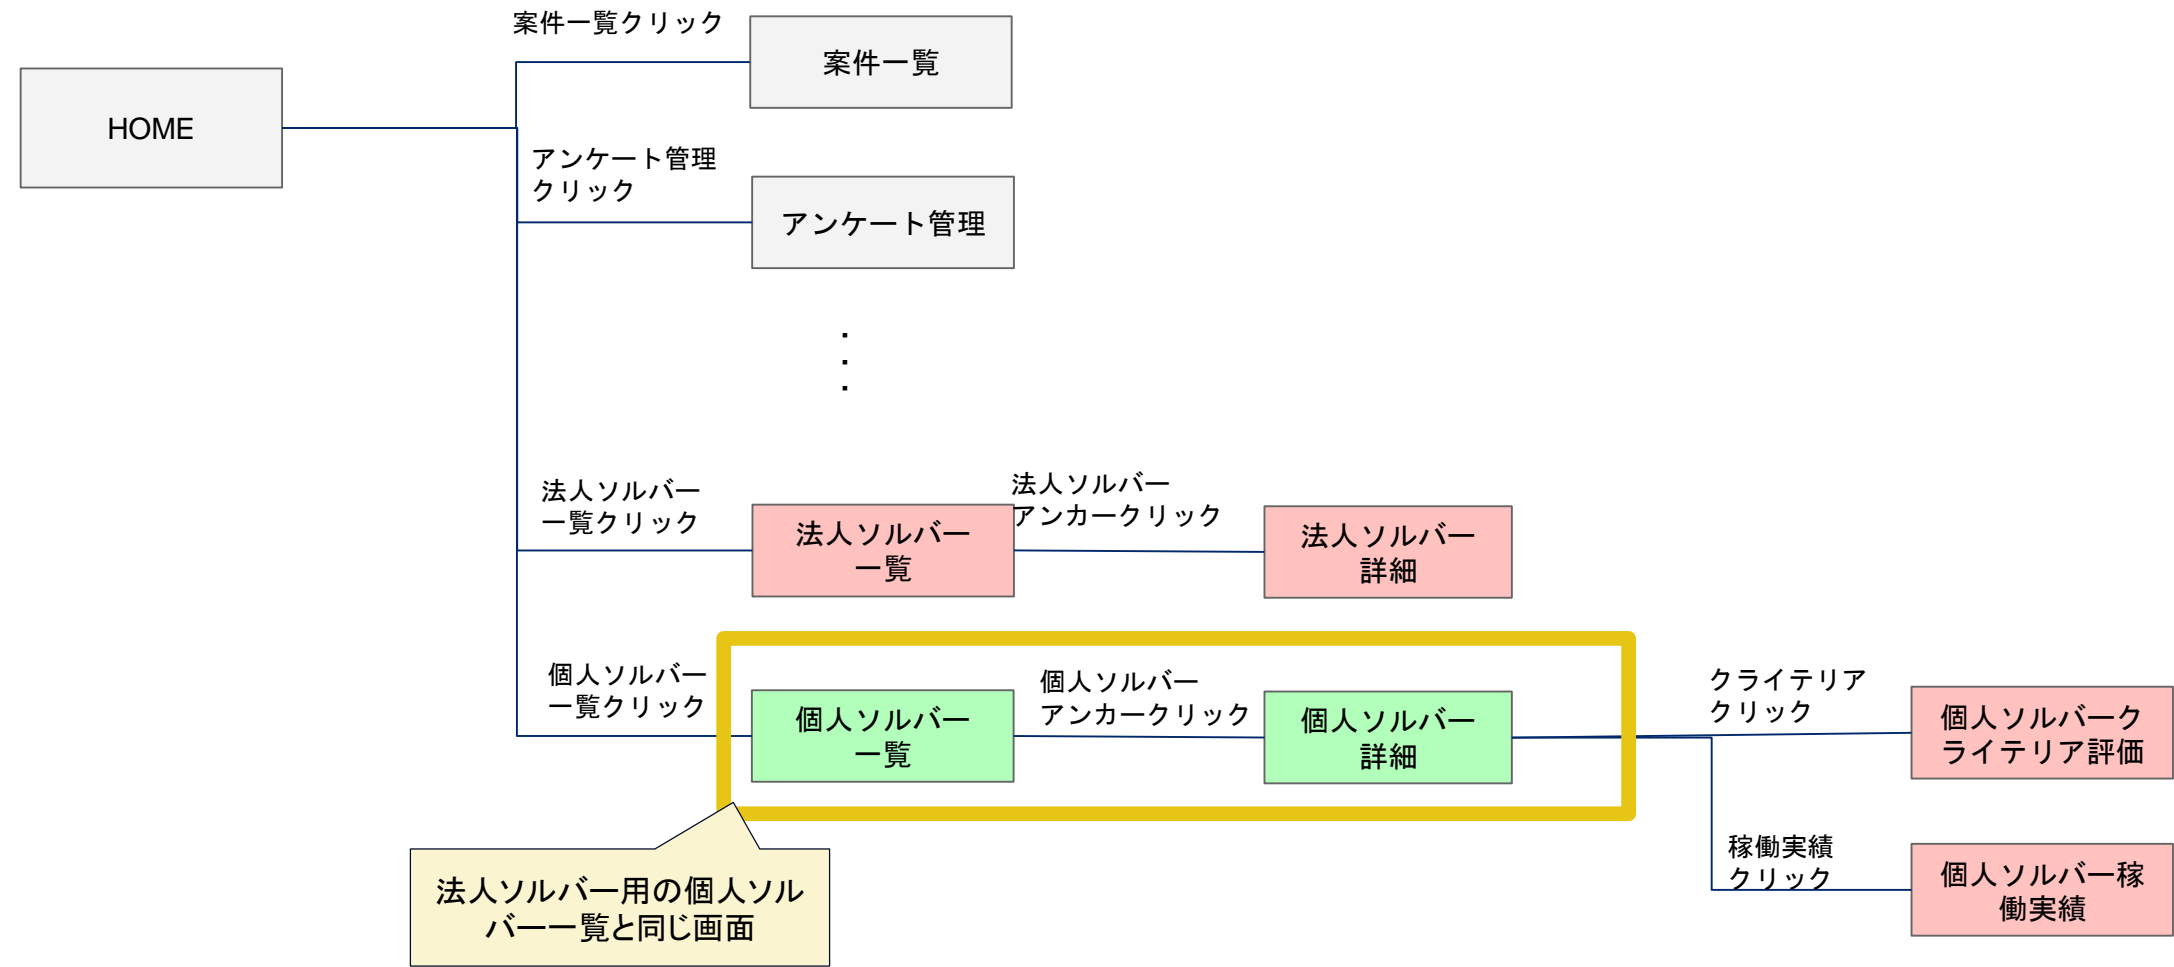 案件一覧クリック
案件一覧
HOME
アンケート管理
クリック
アンケート管理
・
・
・
法人ソルバー
一覧クリック
法人ソルバー
一覧
法人ソルバー
アンカークリック
法人ソルバー
詳細
個人ソルバー
一覧クリック
個人ソルバー
一覧
個人ソルバー
アンカークリック
個人ソルバー
詳細
クライテリア
クリック
個人ソルバーク
ライテリア評価
稼働実績
クリック
個人ソルバー稼
働実績
法人ソルバー用の個人ソル
バー一覧と同じ画面